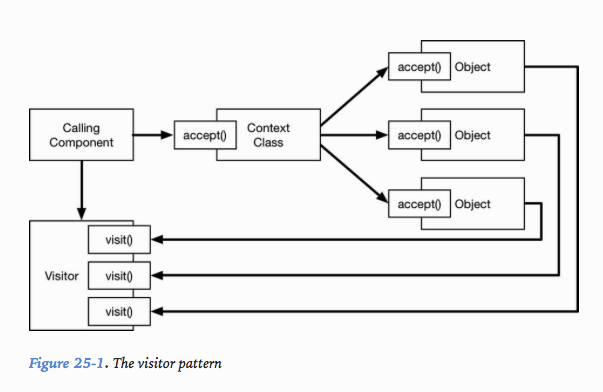 accept() Object
Calling
Component
accept() Context
Class
accept() Object
accept() Object
visit()
Visitor visit()
visit()
Figure 25-1. The visitor pattern